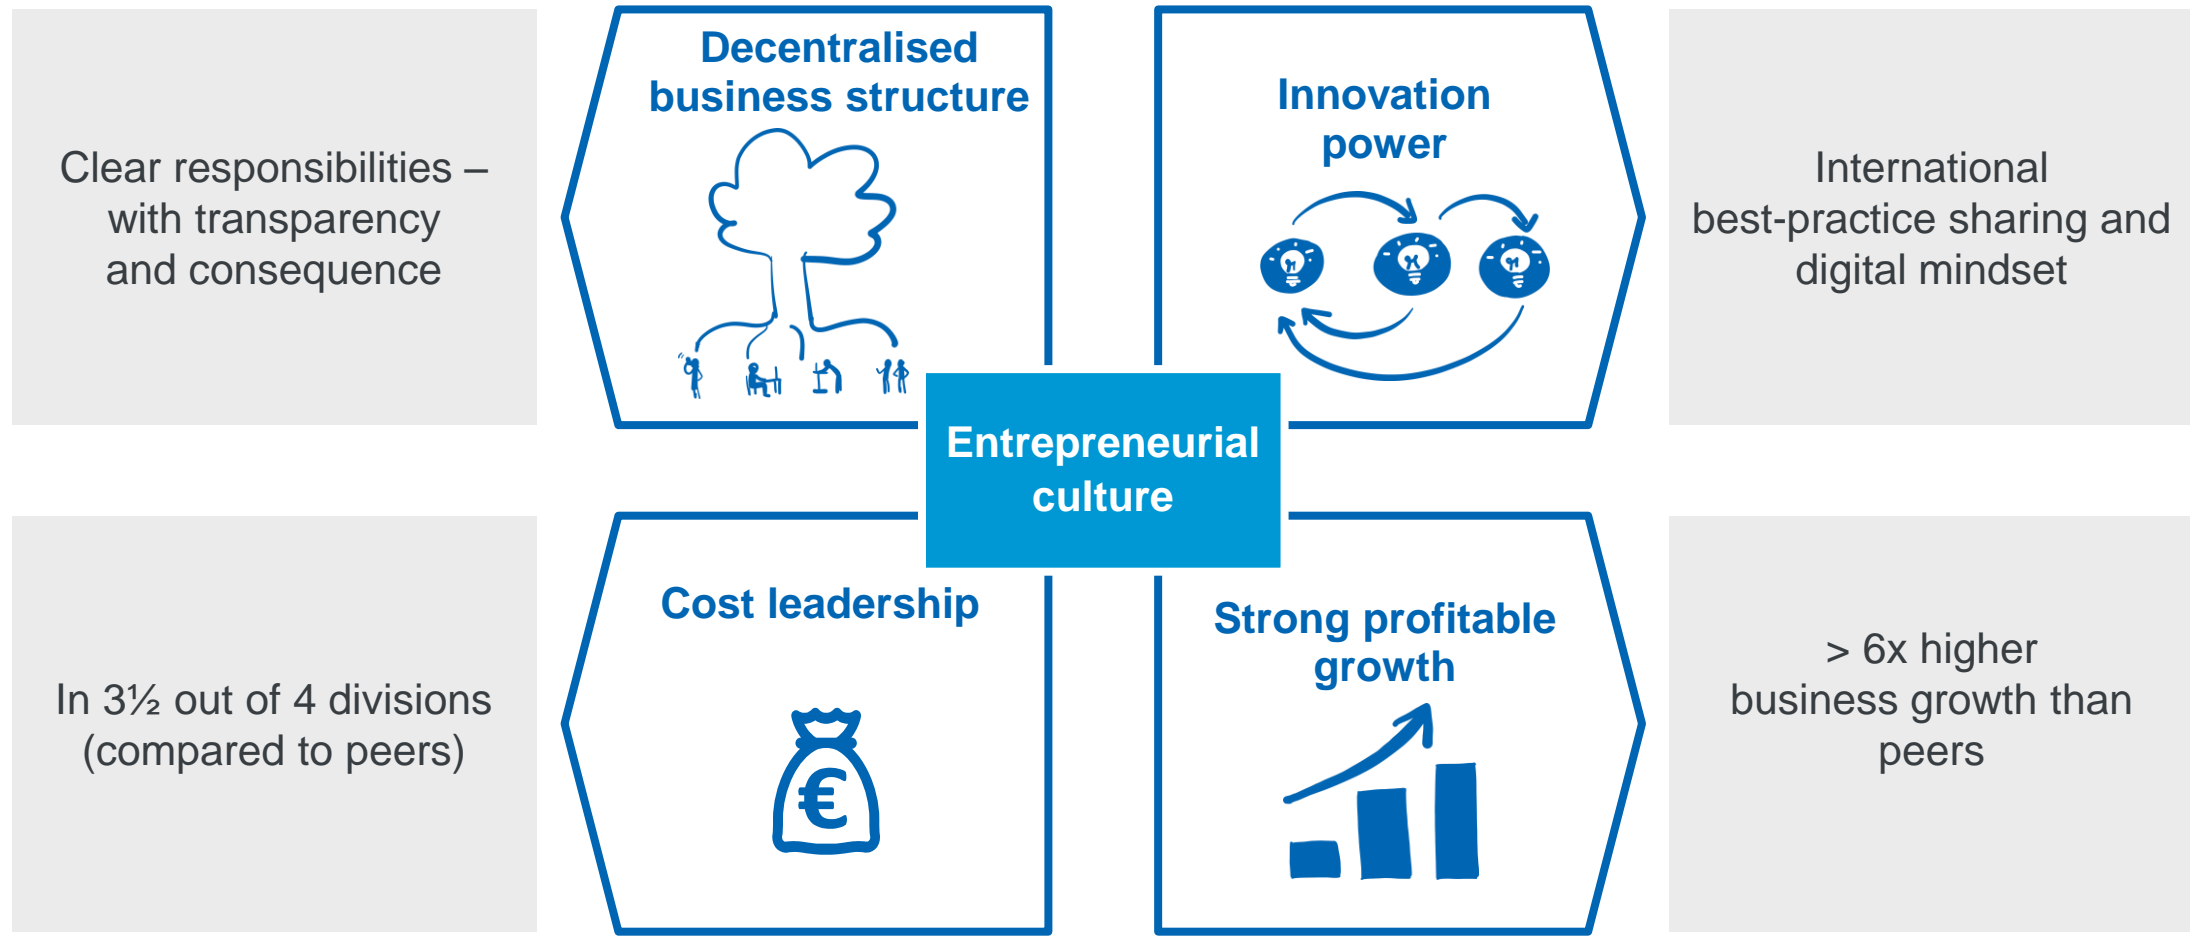 Clear responsibilities –
with transparency
and consequence
Decentralised
business structure
Innovation
power
International
best-practice sharing and
digital mindset
Entrepreneurial
culture
In 3½ out of 4 divisions
(compared to peers)
Cost leadership
€
Strong profitable
growth
> 6x higher
business growth than
peers